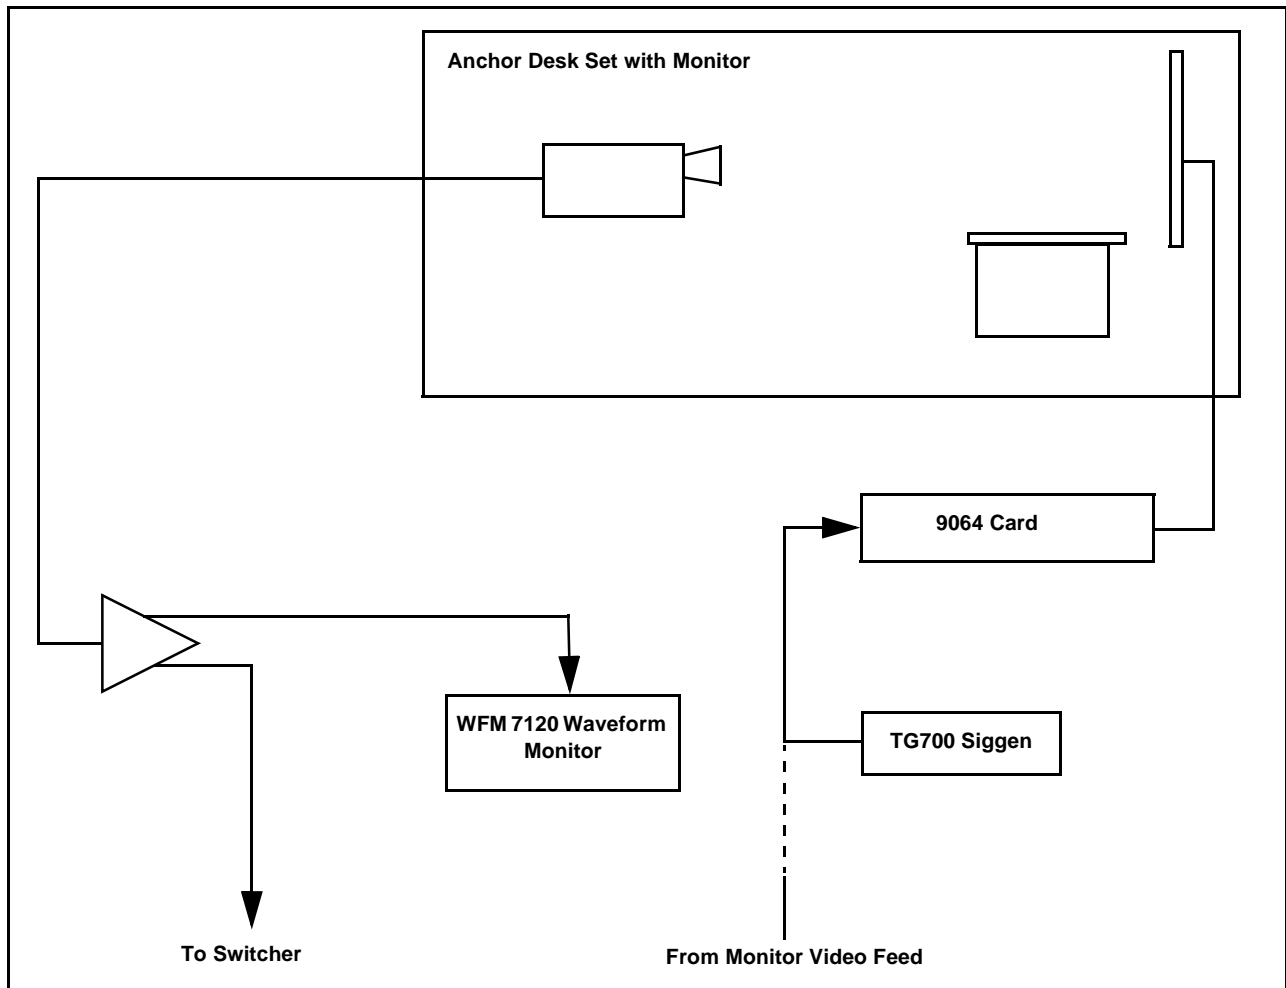 Anchor Desk Set with Monitor
9064 Card
WFM 7120 Waveform
Monitor
TG700 Siggen
To Switcher
From Monitor Video Feed